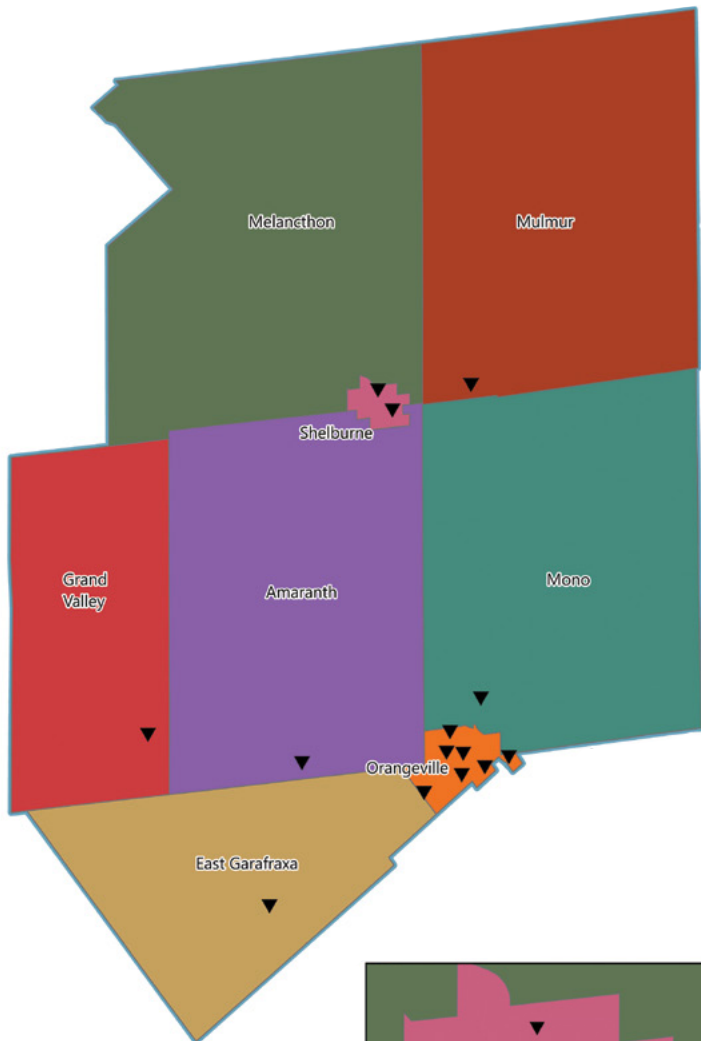 Melancthon
Mulmur
Shelburne
Grand
Valley
Amaranth
Mono
Orangeville
East Garafraxa